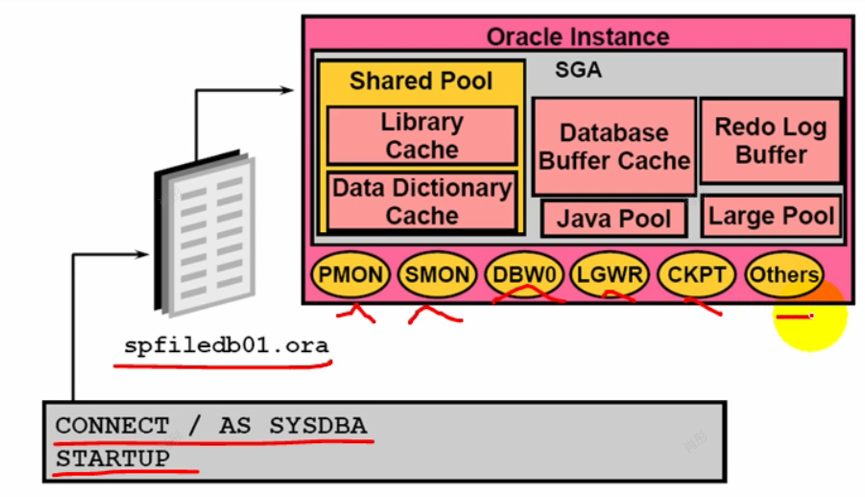 Oracle Instance
SGA
Shared Pool
Library
Cache
Data Dictionary
Cache
Database
Buffer Cache
Redo Log
Buffer
Java Pool
Large Pool
PMON
SMON
DBW0
LGWR
CKPT
Others
spfiledb01.ora
CONNECT / AS SYSDBA
STARTUP